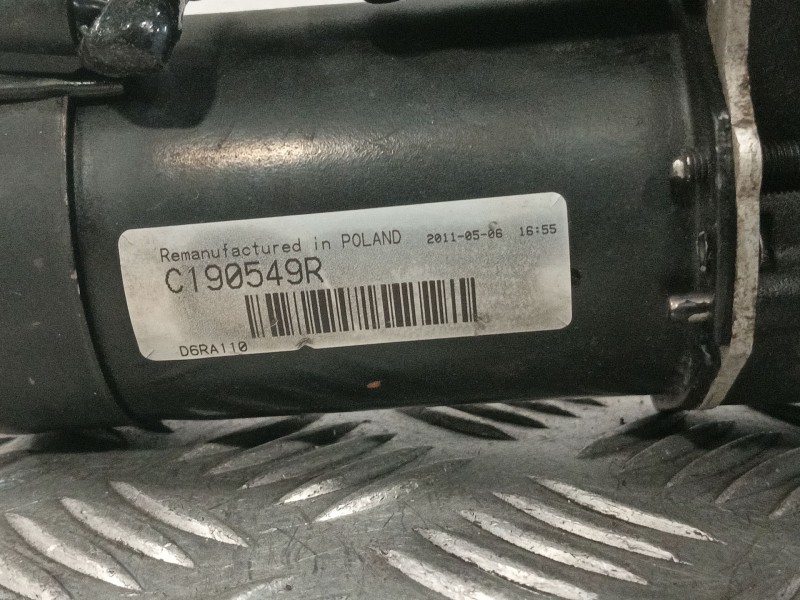 Remanufactured in POLAND 2011-05-06 16:55
C190549R
D6RA110